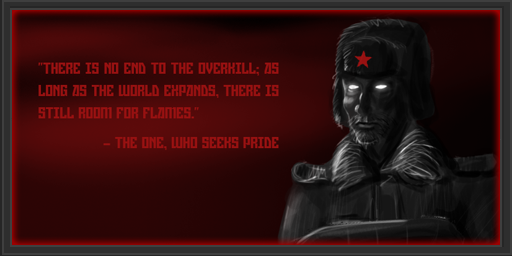 "THERE IS NO END TO THE OVERKILL; AS
LONG AS THE WORLD EXPANDS, THERE IS
STILL ROOM FOR FLAMES."
- THE ONE, WHO SEEKS PRIDE